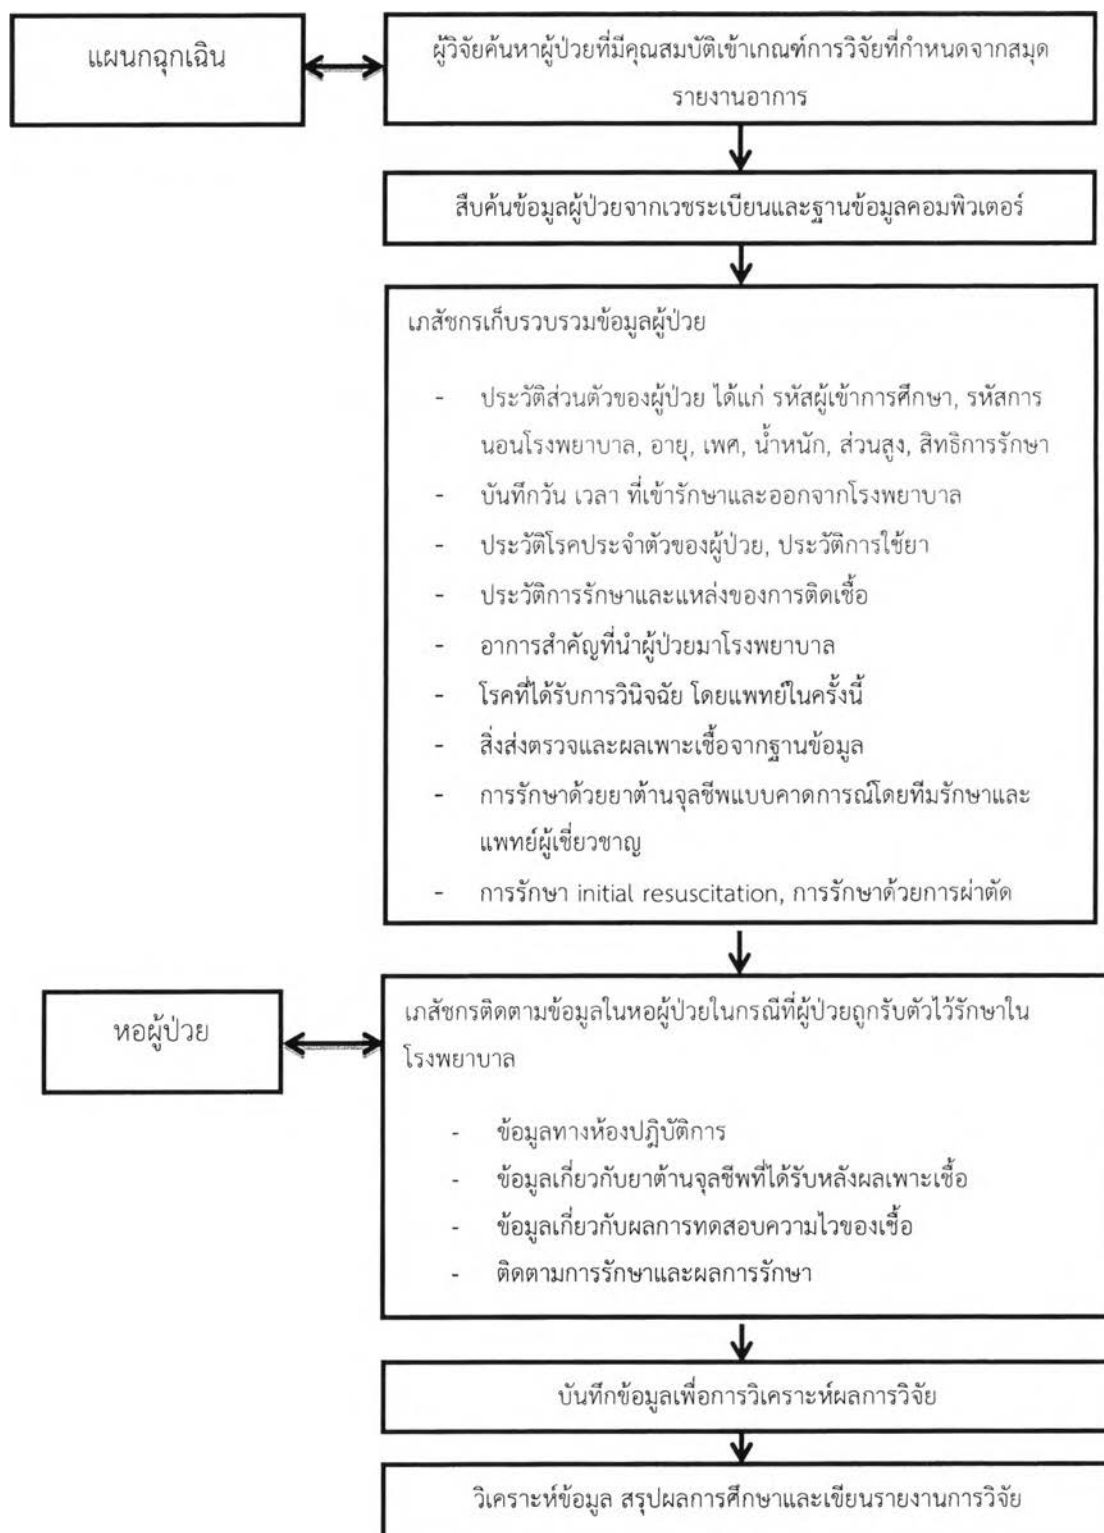 แผนกฉุกเฉิน
ผู้วิจัยค้นหาผู้ป่วยที่มีคุณสมบัติเข้าเกณฑ์การวิจัยที่กำหนดจากสมุด
รายงานอาการ
สืบค้นข้อมูลผู้ป่วยจากเวชระเบียนและฐานข้อมูลคอมพิวเตอร์
เภสัชกรเก็บรวบรวมข้อมูลผู้ป่วย
- ประวัติส่วนตัวของผู้ป่วย ได้แก่ รหัสผู้เข้าการศึกษา, รหัสการ
นอนโรงพยาบาล, อายุ, เพศ, น้ำหนัก, ส่วนสูง, สิทธิการรักษา
- บันทึกวัน เวลา ที่เข้ารักษาและออกจากโรงพยาบาล
- ประวัติโรคประจำตัวของผู้ป่วย, ประวัติการใช้ยา
- ประวัติการรักษาและแหล่งของการติดเชื้อ
- อาการสำคัญที่นำผู้ป่วยมาโรงพยาบาล
- โรคที่ได้รับการวินิจฉัย โดยแพทย์ในครั้งนี้
- สิ่งส่งตรวจและผลเพาะเชื้อจากฐานข้อมูล
- การรักษาด้วยยาต้านจุลชีพแบบคาดการณ์โดยทีมรักษาและ
แพทย์ผู้เชี่ยวชาญ
- การรักษา initial resuscitation, การรักษาด้วยการผ่าตัด
หอผู้ป่วย
เภสัชกรติดตามข้อมูลในหอผู้ป่วยในกรณีที่ผู้ป่วยถูกรับตัวไว้รักษาใน
โรงพยาบาล
- ข้อมูลทางห้องปฏิบัติการ
- ข้อมูลเกี่ยวกับยาต้านจุลชีพที่ได้รับหลังผลเพาะเชื้อ
- ข้อมูลเกี่ยวกับผลการทดสอบความไวของเชื้อ
- ติดตามการรักษาและผลการรักษา
บันทึกข้อมูลเพื่อการวิเคราะห์ผลการวิจัย
วิเคราะห์ข้อมูล สรุปผลการศึกษาและเขียนรายงานการวิจัย